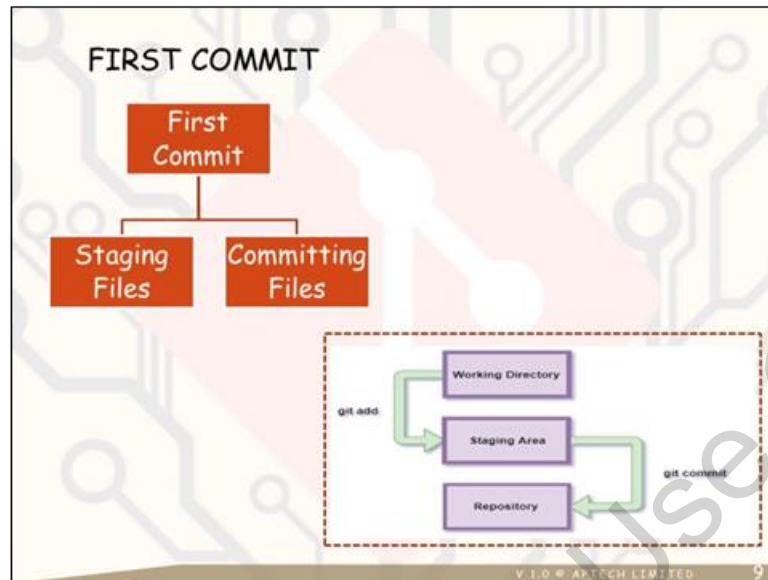 FIRST COMMIT
First
Commit
Staging
Files
Committing
Files
Working Directory
git add
Staging Area
git commit
Repository
Use
V 1.0 © APTECH LIMITED
9